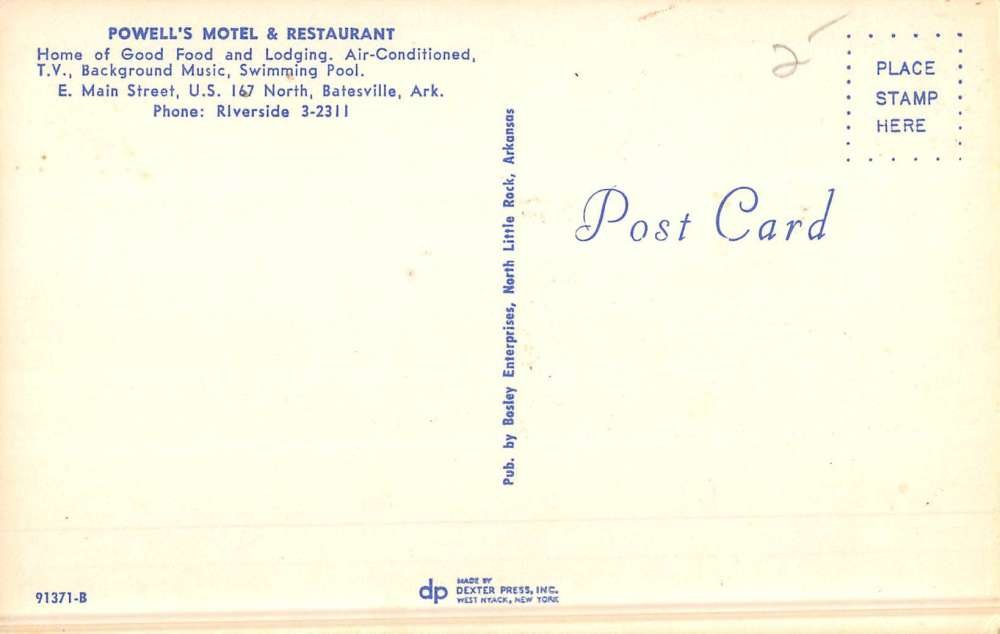 POWELL'S MOTEL & RESTAURANT
Home of Good Food and Lodging. Air-Conditioned,
T.V., Background Music, Swimming Pool.
E. Main Street, U.S. 167 North, Batesville, Ark.
Phone: RIverside 3-2311
2-
PLACE
STAMP
HERE
Post Card
Pub. by Bosley Enterprises, North Little Rock, Arkansas
91371-B
dp
MADE BY
DEXTER PRESS, INC.
WEST NYACK, NEW YORK